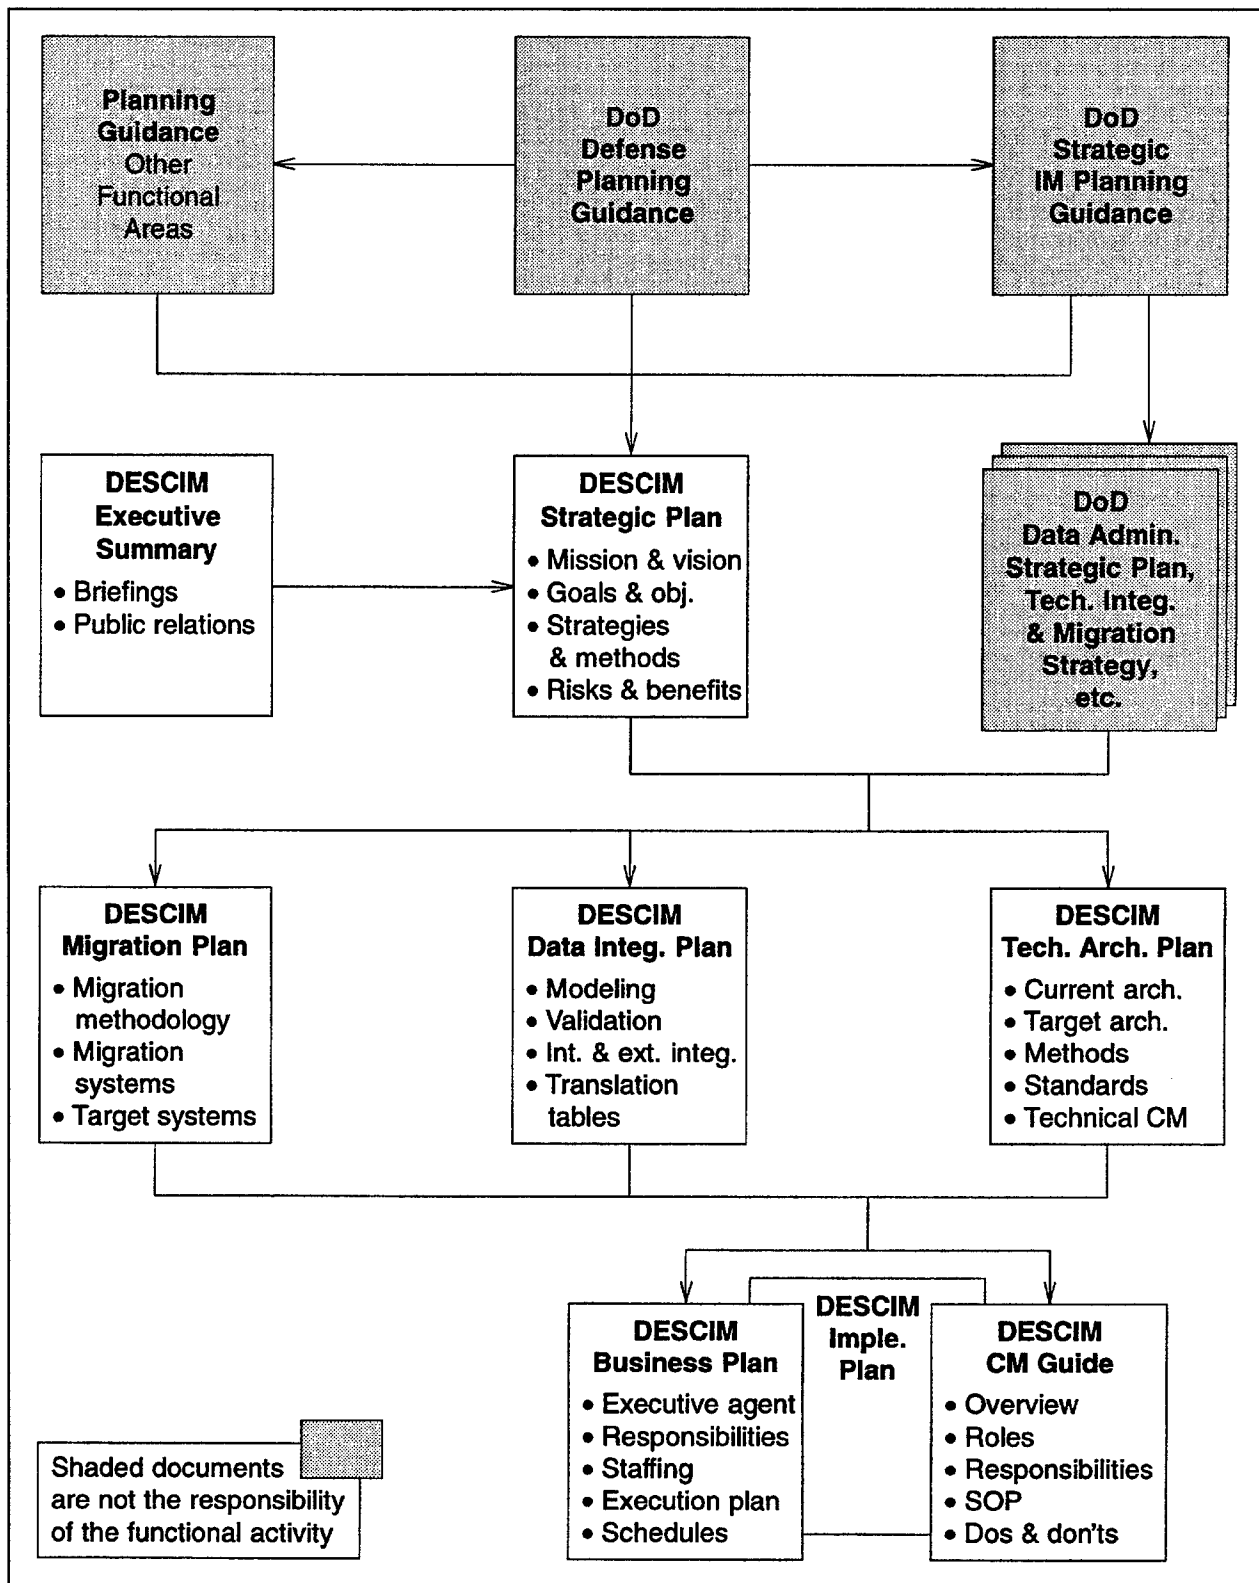 Planning
Guidance
Other
Functional
Areas
DoD
Defense
Planning
Guidance
DoD
Strategic
IM Planning
Guidance
DESCIM
Executive
Summary
• Briefings
• Public relations
DESCIM
Strategic Plan
• Mission & vision
• Goals & obj.
• Strategies
& methods
• Risks & benefits
DoD
Data Admin.
Strategic Plan,
Tech. Integ.
& Migration
Strategy,
etc.
DESCIM
Migration Plan
• Migration
methodology
• Migration
systems
• Target systems
DESCIM
Data Integ. Plan
• Modeling
• Validation
• Int. & ext. integ.
• Translation
tables
DESCIM
Tech. Arch. Plan
• Current arch.
• Target arch.
• Methods
• Standards
• Technical CM
DESCIM
Business Plan
• Executive agent
• Responsibilities
• Staffing
• Execution plan
• Schedules
DESCIM
Imple.
Plan
DESCIM
CM Guide
• Overview
• Roles
• Responsibilities
• SOP
• Dos & don'ts
Shaded documents
are not the responsibility
of the functional activity